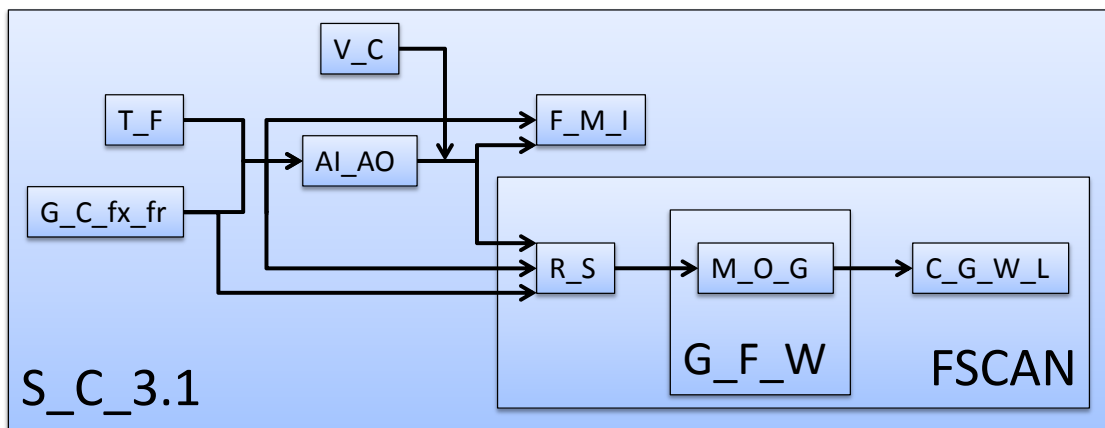 V_C
T_F
F_M_I
AI_AO
G_C_fx_fr
R_S
M_O_G
C_G_W_L
G_F_W
FSCAN
S_C_3.1